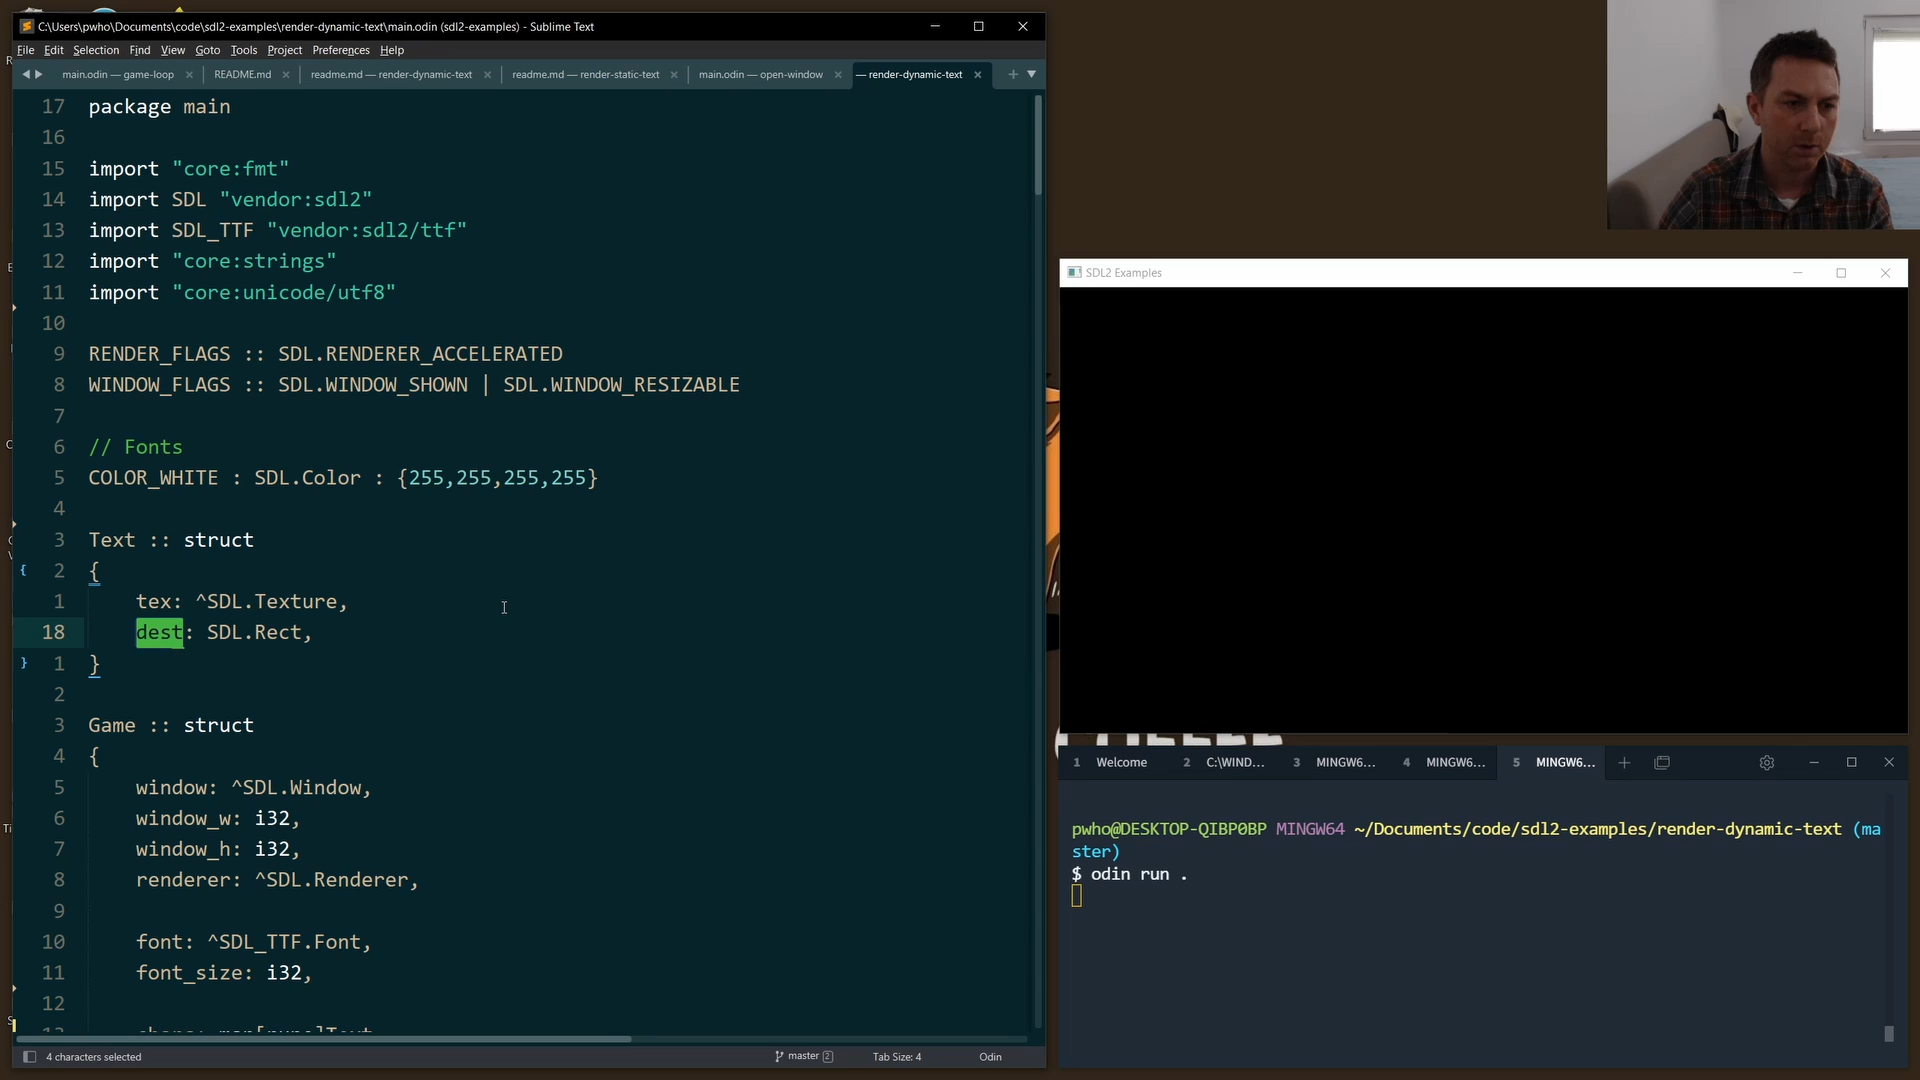 C:\Users\pwho\Documents\code\sdl2-examples\render-dynamic-text\main.odin (sdl2-examples) - Sublime Text
File Edit Selection Find View Goto Tools Project Preferences Help
main.odin — game-loop README.md readme.md — render-dynamic-text readme.md — render-static-text main.odin — open-window — render-dynamic-text
17 package main
16
15 import "core:fmt"
14 import SDL "vendor:sdl2"
13 import SDL_TTF "vendor:sdl2/ttf"
12 import "core:strings"
11 import "core:unicode/utf8"
10
9 RENDER_FLAGS :: SDL.RENDERER_ACCELERATED
8 WINDOW_FLAGS :: SDL.WINDOW_SHOWN | SDL.WINDOW_RESIZABLE
7
6 // Fonts
5 COLOR_WHITE : SDL.Color : {255,255,255,255}
4
3 Text :: struct
2 {
1 tex: ^SDL.Texture,
18 dest: SDL.Rect,
1 }
2
3 Game :: struct
4 {
5 window: ^SDL.Window,
6 window_w: i32,
7 window_h: i32,
8 renderer: ^SDL.Renderer,
9
10 font: ^SDL_TTF.Font,
11 font_size: i32,
12
4 characters selected master 2 Tab Size: 4 Odin
SDL2 Examples
1 Welcome 2 C:\WIND... 3 MINGW6... 4 MINGW6... 5 MINGW6...
pwho@DESKTOP-QIBP0BP MINGW64 ~/Documents/code/sdl2-examples/render-dynamic-text (ma
ster)
$ odin run .